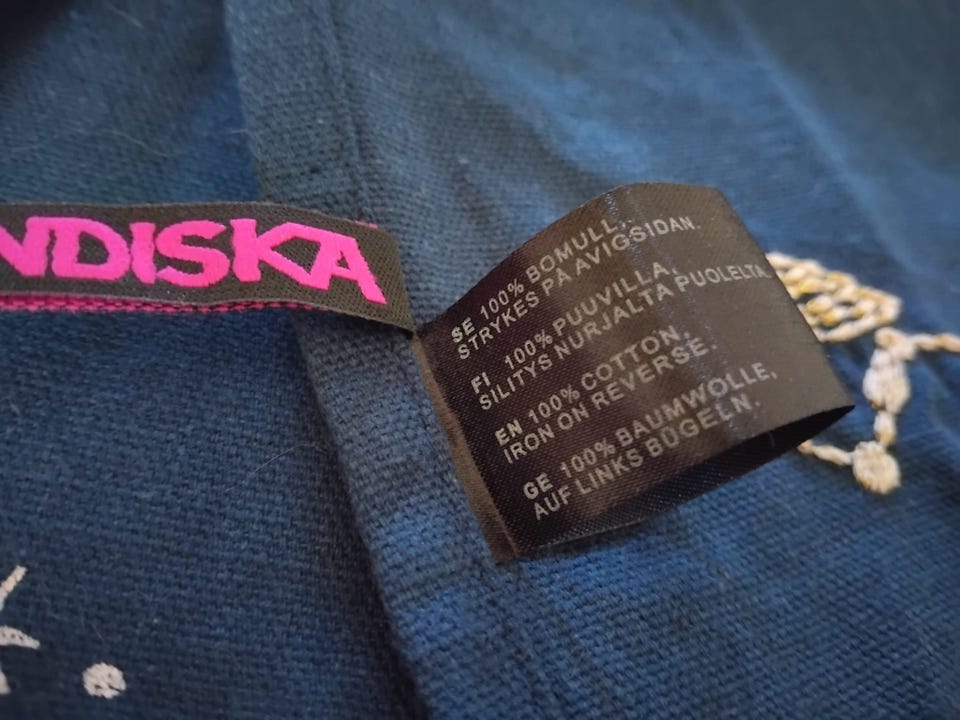 NDISKA
SE 100% BOMULL.
STRYKES PÅ AVIGSIDAN.
FI 100% PUUVILLA.
SILITYS NURJALTA PUOLELTA.
EN 100% COTTON.
IRON ON REVERSE.
GE 100% BAUMWOLLE,
AUF LINKS BÜGELN.